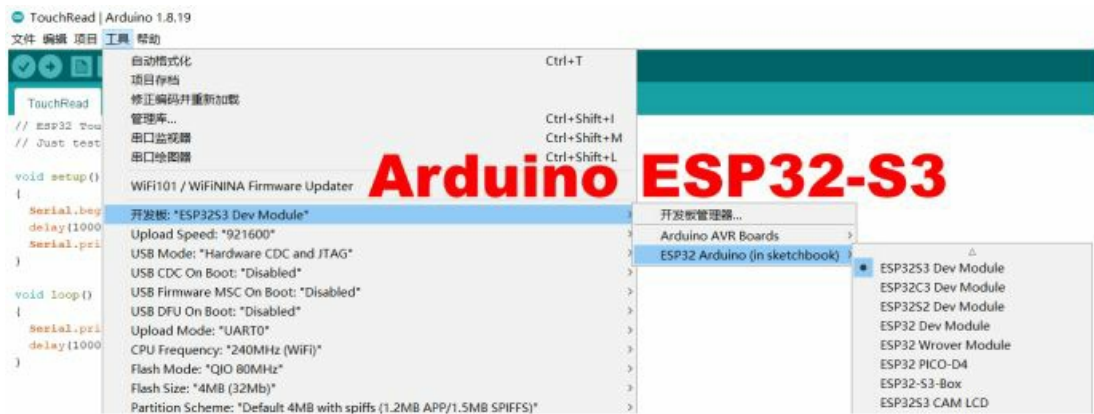 TouchRead | Arduino 1.8.19
文件 编辑 项目 工具 帮助
自动格式化 Ctrl+T
项目存档
修正编码并重新加载
管理库... Ctrl+Shift+I
串口监视器 Ctrl+Shift+M
串口绘图器 Ctrl+Shift+L
WiFi101 / WiFiNINA Firmware Updater
Arduino ESP32-S3
开发板: "ESP32S3 Dev Module"
Upload Speed: "921600"
USB Mode: "Hardware CDC and JTAG"
USB CDC On Boot: "Disabled"
USB Firmware MSC On Boot: "Disabled"
USB DFU On Boot: "Disabled"
Upload Mode: "UART0"
CPU Frequency: "240MHz (WiFi)"
Flash Mode: "QIO 80MHz"
Flash Size: "4MB (32Mb)"
Partition Scheme: "Default 4MB with spiffs (1.2MB APP/1.5MB SPIFFS)"
开发板管理器...
Arduino AVR Boards
ESP32 Arduino (in sketchbook)
ESP32S3 Dev Module
ESP32C3 Dev Module
ESP32S2 Dev Module
ESP32 Dev Module
ESP32 Wrover Module
ESP32 PICO-D4
ESP32-S3-Box
ESP32S3 CAM LCD
TouchRead
// ESP32 Tou
// Just test
void setup()
{
Serial.beg
delay(1000
Serial.pri
}
void loop()
{
Serial.pri
delay(1000
}